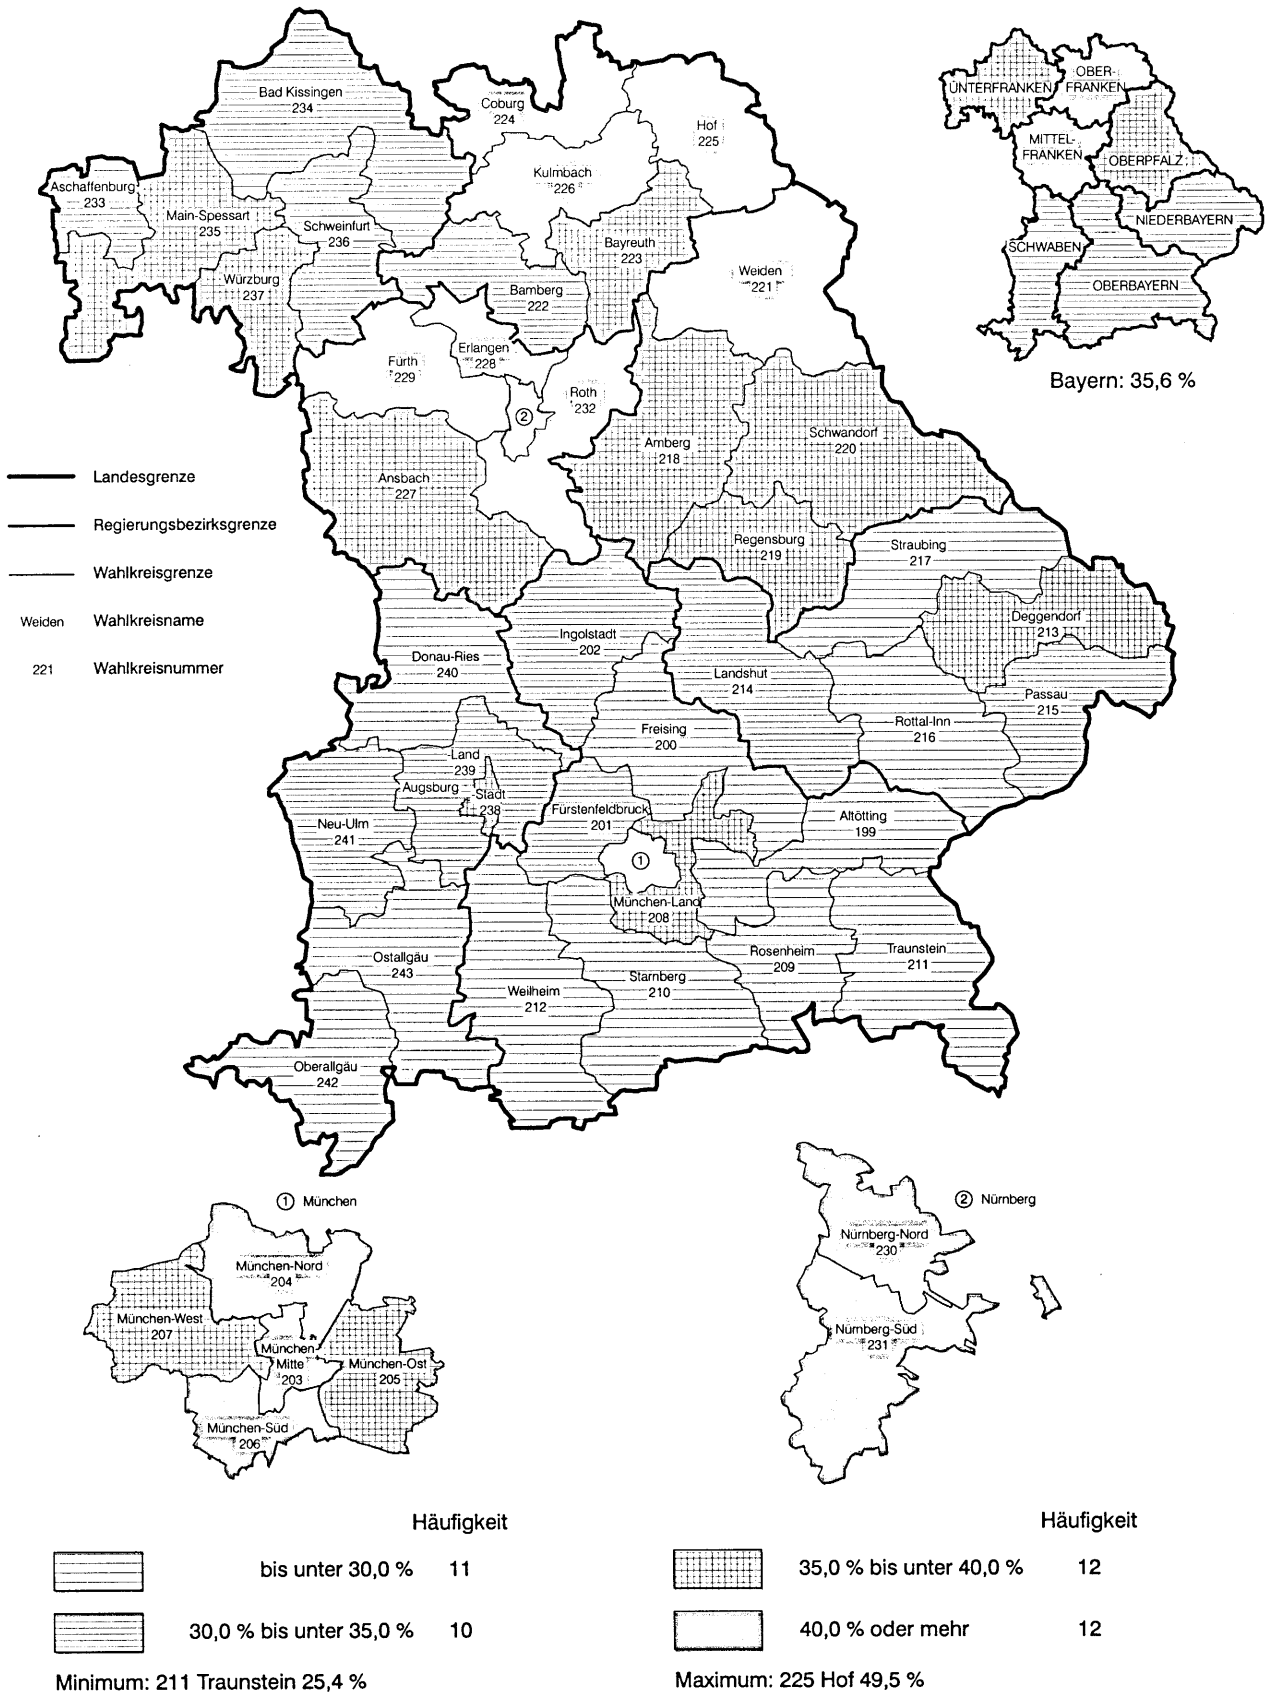 Bad Kissingen
234
Coburg
224
Hof
225
Kulmbach
226
Aschaffenburg
233
Main-Spessart
235
Schweinfurt
236
Bayreuth
223
Würzburg
237
Bamberg
222
Weiden
221
Fürth
229
Erlangen
228
Roth
232
②
Amberg
218
Schwandorf
220
Ansbach
227
Regensburg
219
Straubing
217
Deggendorf
213
Ingolstadt
202
Donau-Ries
240
Landshut
214
Passau
215
Rottal-Inn
216
Freising
200
Land
239
Augsburg
Stadt
238
Fürstenfeldbruck
201
Altötting
199
Neu-Ulm
241
①
München-Land
208
Rosenheim
209
Traunstein
211
Ostallgäu
243
Starnberg
210
Weilheim
212
Oberallgäu
242
UNTERFRANKEN
OBER-
FRANKEN
MITTEL-
FRANKEN
OBERPFALZ
NIEDERBAYERN
SCHWABEN
OBERBAYERN
Bayern: 35,6 %
Landesgrenze
Regierungsbezirksgrenze
Wahlkreisgrenze
Weiden Wahlkreisname
221 Wahlkreisnummer
① München
München-Nord
204
München-West
207
München-
Mitte
203
München-Ost
205
München-Süd
206
② Nürnberg
Nürnberg-Nord
230
Nürnberg-Süd
231
Häufigkeit
bis unter 30,0 % 11
30,0 % bis unter 35,0 % 10
Minimum: 211 Traunstein 25,4 %
Häufigkeit
35,0 % bis unter 40,0 % 12
40,0 % oder mehr 12
Maximum: 225 Hof 49,5 %